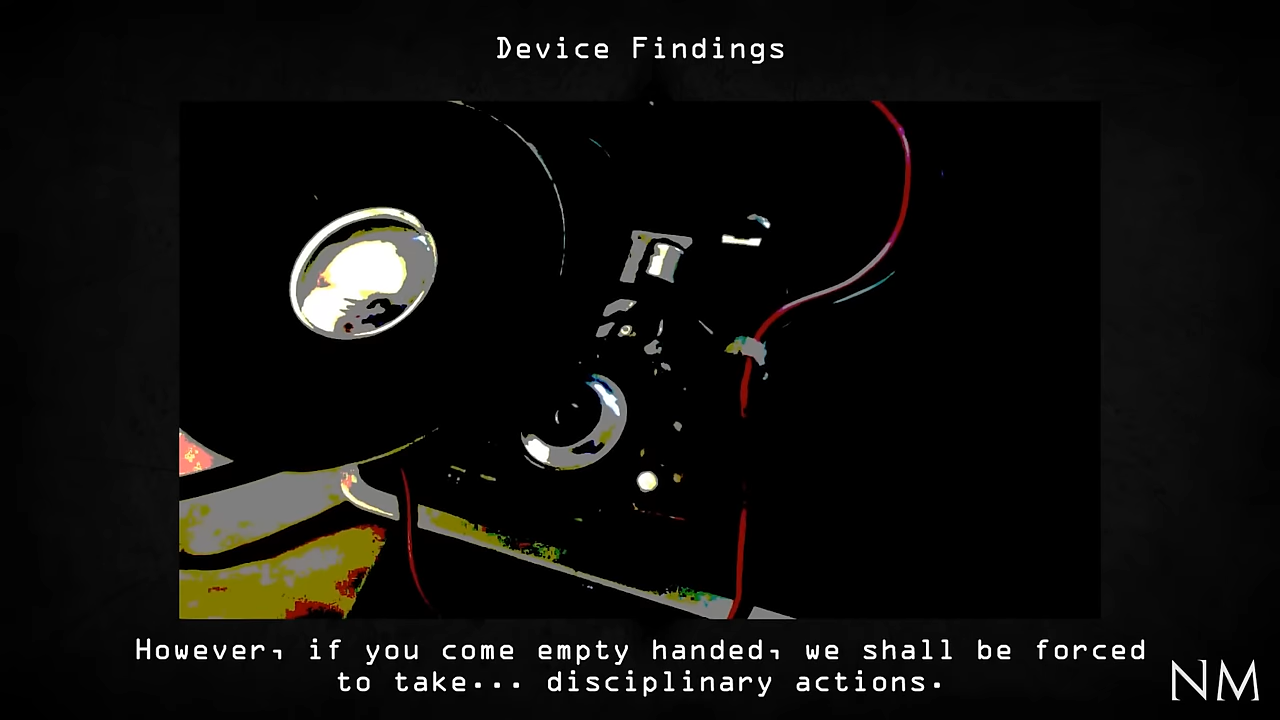 Device Findings
However, if you come empty handed, we shall be forced
to take... disciplinary actions.
NM